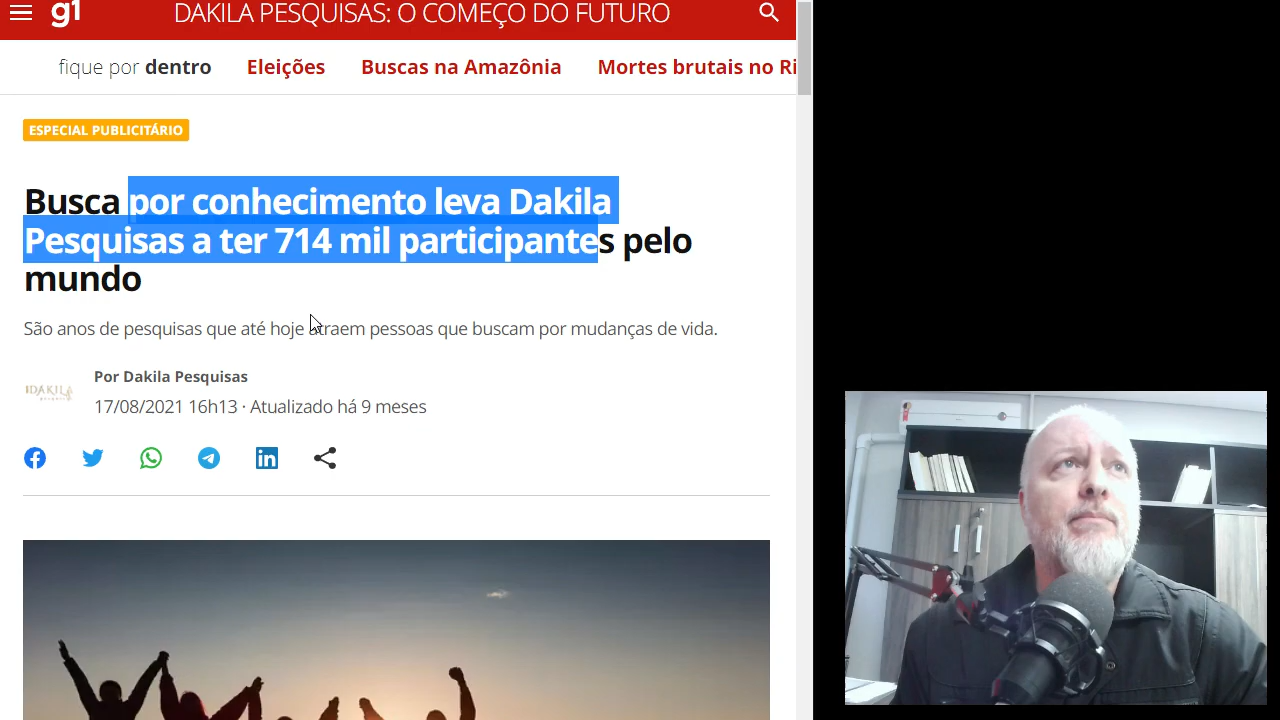 g1
DAKILA PESQUISAS: O COMEÇO DO FUTURO
fique por dentro Eleições Buscas na Amazônia Mortes brutais no Ri
ESPECIAL PUBLICITÁRIO
Busca por conhecimento leva Dakila
Pesquisas a ter 714 mil participantes pelo
mundo
São anos de pesquisas que até hoje atraem pessoas que buscam por mudanças de vida.
DAKILA
Por Dakila Pesquisas
17/08/2021 16h13 · Atualizado há 9 meses
in